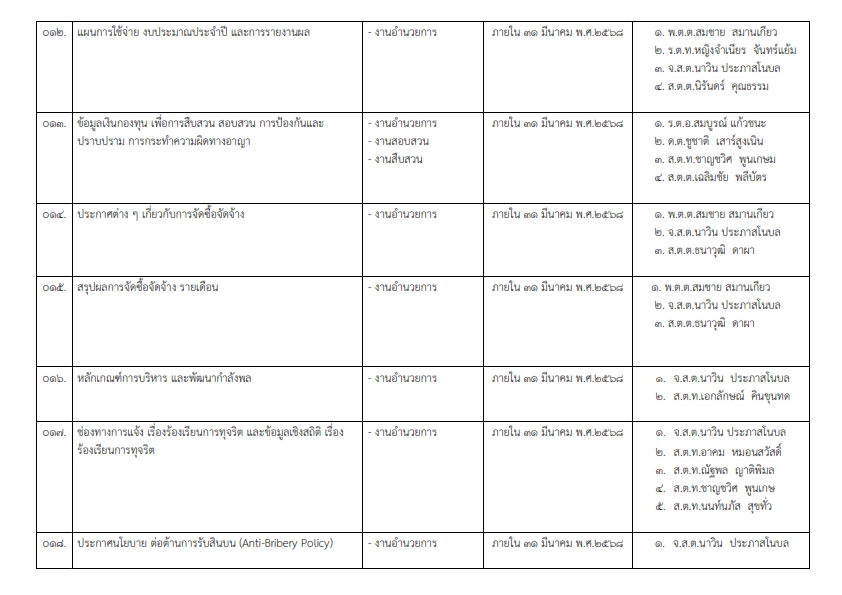 ๐๑๒. แผนการใช้จ่าย งบประมาณประจำปี และการรายงานผล - งานอำนวยการ ภายใน ๓๑ มีนาคม พ.ศ.๒๕๖๘ ๑. พ.ต.ต.สมชาย สมานเกียว
๒. ร.ต.ท.หญิงจำเนียร จันทร์แย้ม
๓. จ.ส.ต.นาวิน ประภาสโนบล
๔. ส.ต.ต.นิรันดร์ คุณธรรม
๐๑๓. ข้อมูลเงินกองทุน เพื่อการสืบสวน สอบสวน การป้องกันและ - งานอำนวยการ ภายใน ๓๑ มีนาคม พ.ศ.๒๕๖๘ ๑. ร.ต.อ.สมบูรณ์ แก้วชนะ
ปราบปราม การกระทำความผิดทางอาญา - งานสอบสวน ๒. ด.ต.ชูชาติ เสาร์สูงเนิน
- งานสืบสวน ๓. ส.ต.ท.ชาญชวิศ พูนเกษม
๔. ส.ต.ต.เฉลิมชัย พลีบัตร
๐๑๔. ประกาศต่าง ๆ เกี่ยวกับการจัดซื้อจัดจ้าง - งานอำนวยการ ภายใน ๓๑ มีนาคม พ.ศ.๒๕๖๘ ๑. พ.ต.ต.สมชาย สมานเกียว
๒. จ.ส.ต.นาวิน ประภาสโนบล
๓. ส.ต.ต.ธนาวุฒิ ดาผา
๐๑๕. สรุปผลการจัดซื้อจัดจ้าง รายเดือน - งานอำนวยการ ภายใน ๓๑ มีนาคม พ.ศ.๒๕๖๘ ๑. พ.ต.ต.สมชาย สมานเกียว
๒. จ.ส.ต.นาวิน ประภาสโนบล
๓. ส.ต.ต.ธนาวุฒิ ดาผา
๐๑๖. หลักเกณฑ์การบริหาร และพัฒนากำลังพล - งานอำนวยการ ภายใน ๓๑ มีนาคม พ.ศ.๒๕๖๘ ๑. จ.ส.ต.นาวิน ประภาสโนบล
๒. ส.ต.ท.เอกลักษณ์ คินขุนทด
๐๑๗. ช่องทางการแจ้ง เรื่องร้องเรียนการทุจริต และข้อมูลเชิงสถิติ เรื่อง - งานอำนวยการ ภายใน ๓๑ มีนาคม พ.ศ.๒๕๖๘ ๑. จ.ส.ต.นาวิน ประภาสโนบล
ร้องเรียนการทุจริต ๒. ส.ต.ท.อาคม หมอนสวัสดิ์
๓. ส.ต.ท.ณัฐพล ญาติพิมล
๔. ส.ต.ท.ชาญชวิศ พูนเกษ
๕. ส.ต.ท.นนท์นภัส สุขทั่ว
๐๑๘. ประกาศนโยบาย ต่อต้านการรับสินบน (Anti-Bribery Policy) - งานอำนวยการ ภายใน ๓๑ มีนาคม พ.ศ.๒๕๖๘ ๑. จ.ส.ต.นาวิน ประภาสโนบล